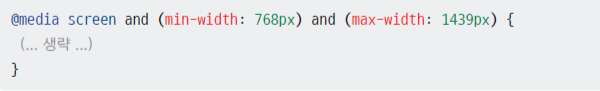 @media screen and (min-width: 768px) and (max-width: 1439px) {
(... 생략 ...)
}